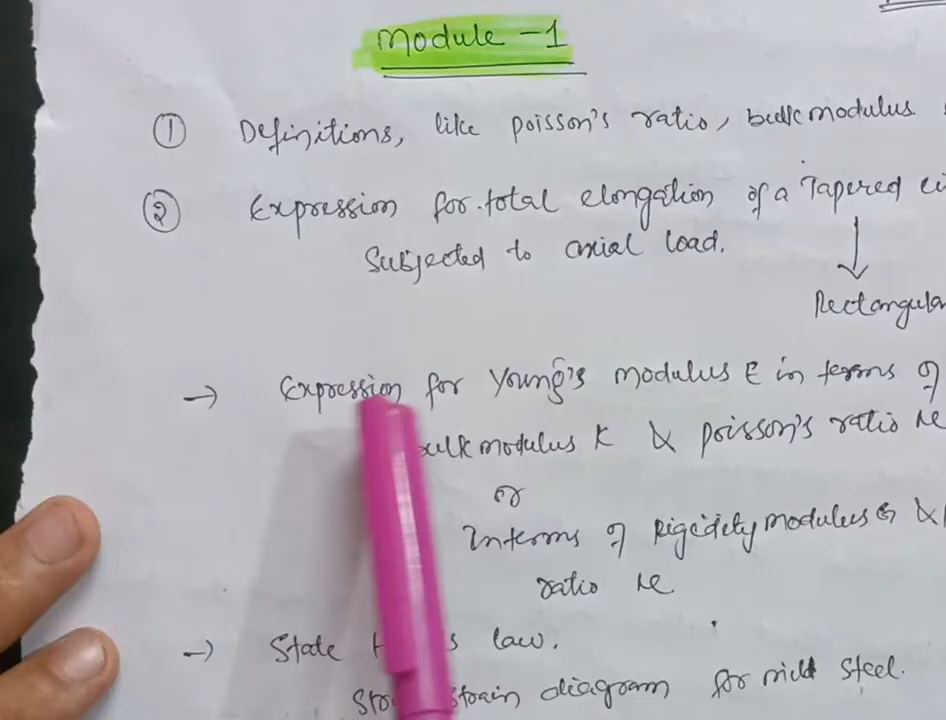 Module -1
① Definitions, like poisson's ratio, bulk modulus
② Expression for total elongation of a Tapered
Subjected to axial load.
Rectangular
→ Expression for Young's modulus E in terms of
bulk modulus K & poisson's ratio μ
or
Interms of Rigidity modulus G &
ratio μ
→ State law.
strain diagram for mild steel.